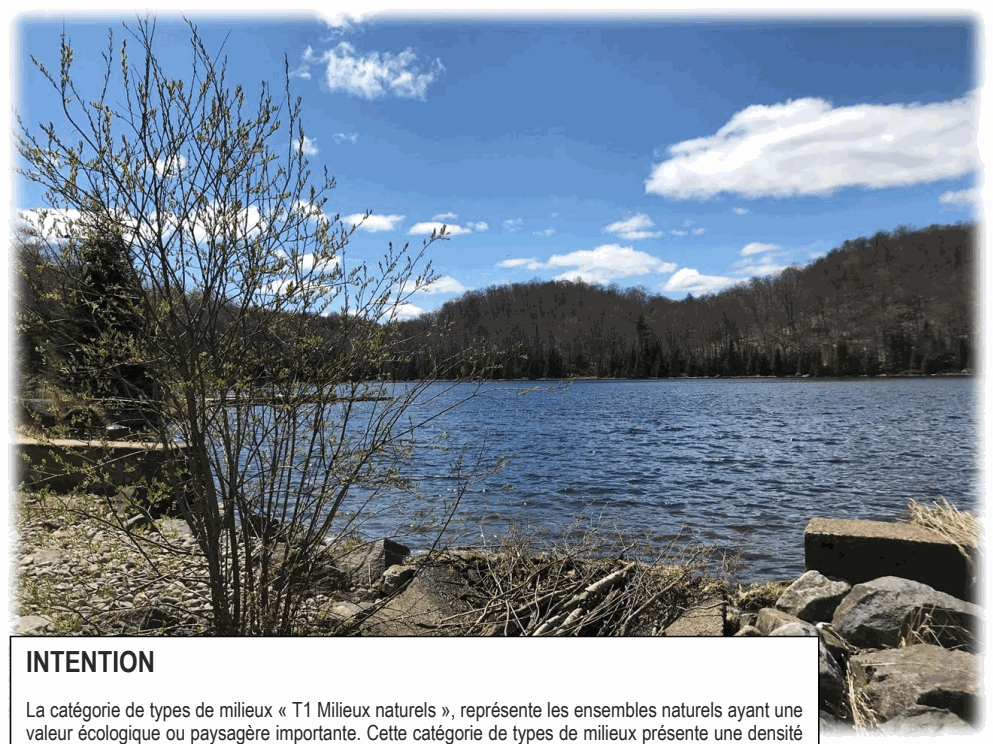 INTENTION
La catégorie de types de milieux « T1 Milieux naturels », représente les ensembles naturels ayant une
valeur écologique ou paysagère importante. Cette catégorie de types de milieux présente une densité